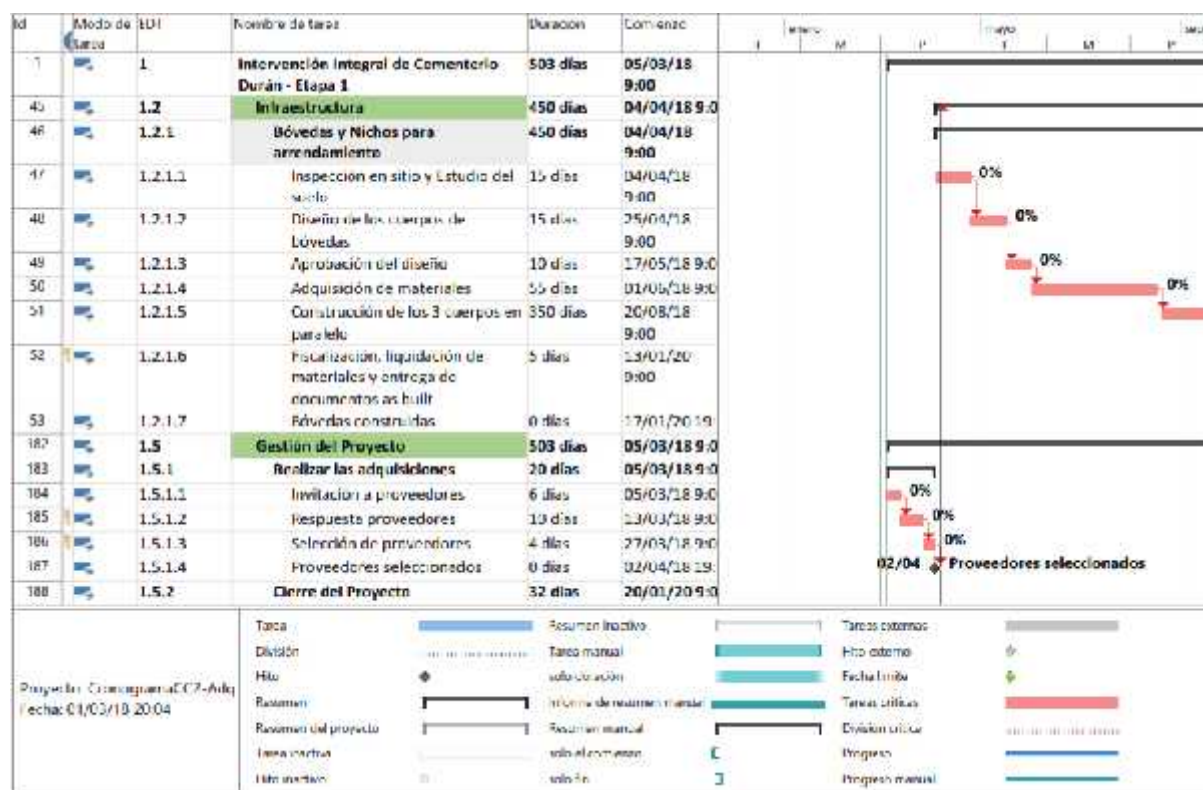 Id Modo de EDT Nombre de tarea Duración Comienzo enero mayo
tarea M P M P
1 1 Intervención Integral de Cementerio 503 días 05/03/18
Durán - Etapa 1 9:00
45 1.2 Infraestructura 450 días 04/04/18 9:0
46 1.2.1 Bóvedas y Nichos para 450 días 04/04/18
arrendamiento 9:00
47 1.2.1.1 Inspección en sitio y Estudio del 15 días 04/04/18 0%
suelo 9:00
48 1.2.1.2 Diseño de los cuerpos de 15 días 25/04/18 0%
bóvedas 9:00
49 1.2.1.3 Aprobación del diseño 10 días 17/05/18 9:0 0%
50 1.2.1.4 Adquisición de materiales 55 días 01/06/18 9:0 0%
51 1.2.1.5 Construcción de los 3 cuerpos en 350 días 20/08/18
paralelo 9:00
52 1.2.1.6 Fiscalización, liquidación de 5 días 13/01/20
materiales y entrega de 9:00
documentos as built
53 1.2.1.7 Bóvedas construidas 0 días 17/01/20 19:
182 1.5 Gestión del Proyecto 503 días 05/03/18 9:0
183 1.5.1 Realizar las adquisiciones 20 días 05/03/18 9:0
184 1.5.1.1 Invitación a proveedores 6 días 05/03/18 9:0 0%
185 1.5.1.2 Respuesta proveedores 10 días 13/03/18 9:0 0%
186 1.5.1.3 Selección de proveedores 4 días 27/03/18 9:0 0%
187 1.5.1.4 Proveedores seleccionados 0 días 02/04/18 19: 02/04 Proveedores seleccionados
188 1.5.2 Cierre del Proyecto 32 días 20/01/20 9:0
Proyecto: CronogramaCCZ-Adq
Fecha: 01/03/18 20:04
Tarea Resumen inactivo Tareas externas
División Tarea manual Hito externo
Hito solo duración Fecha límite
Resumen Informe de resumen manual Tareas críticas
Resumen del proyecto Resumen manual División crítica
Tarea inactiva solo el comienzo Progreso
Hito inactivo solo fin Progreso manual